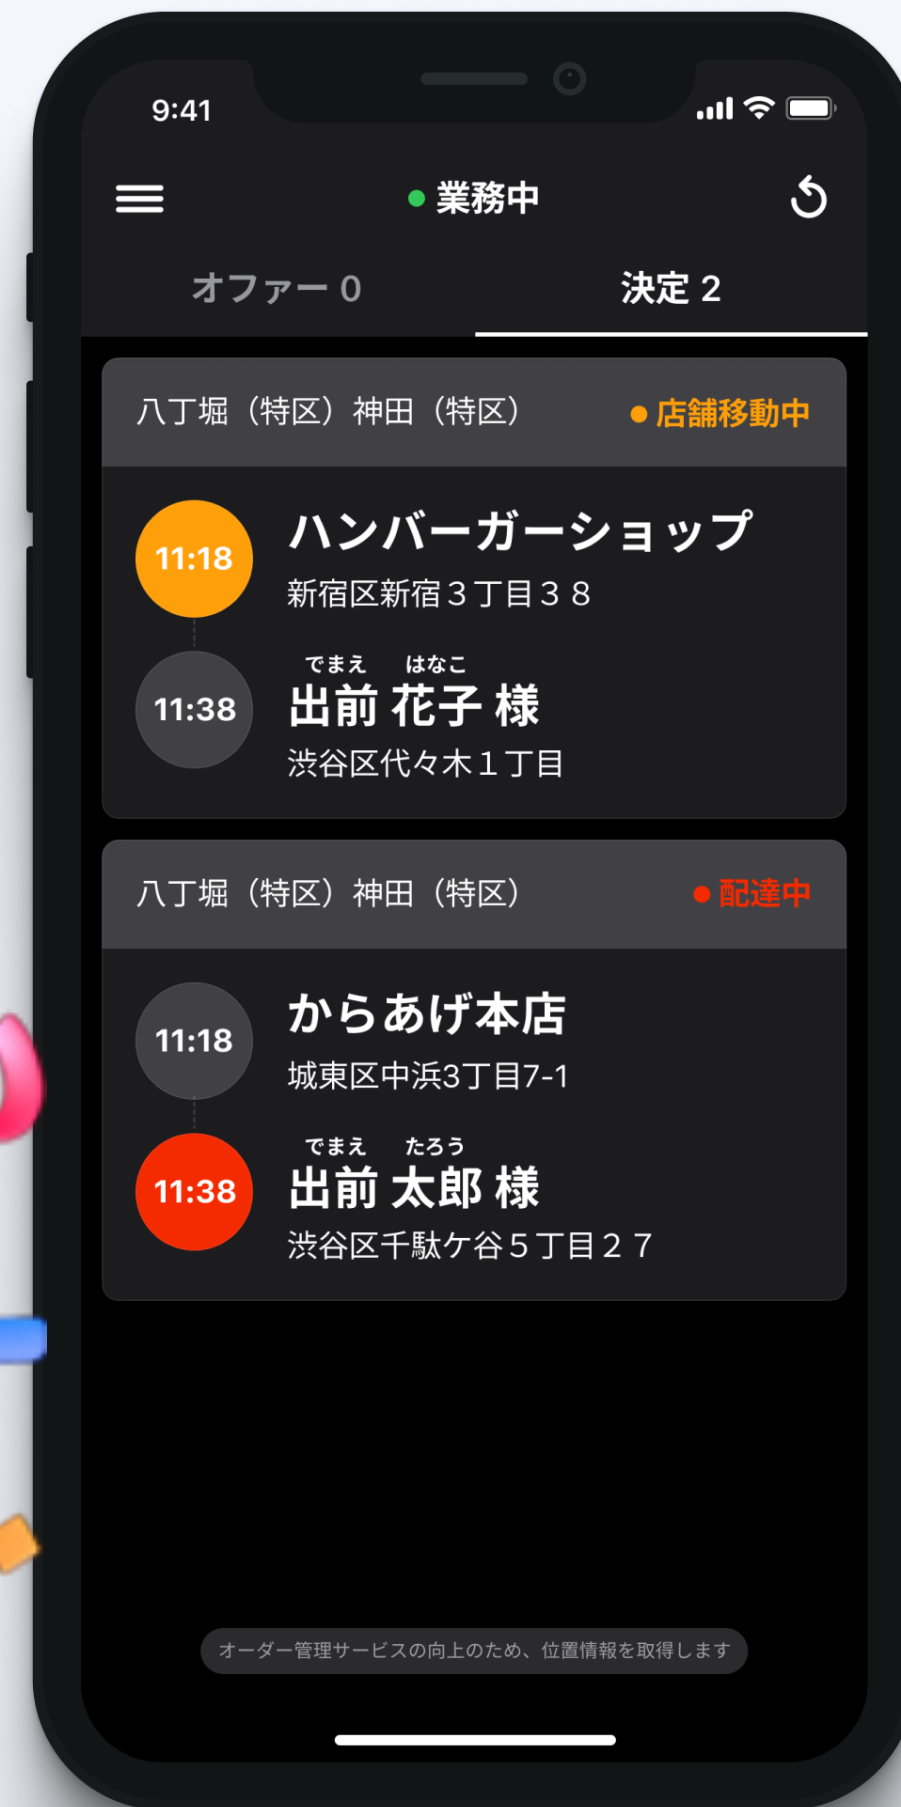 9:41
業務中
オファー 0
決定 2
八丁堀（特区）神田（特区）
店舗移動中
11:18
ハンバーガーショップ
新宿区新宿３丁目３８
でまえ はなこ
11:38
出前 花子 様
渋谷区代々木１丁目
八丁堀（特区）神田（特区）
配達中
11:18
からあげ本店
城東区中浜3丁目7-1
でまえ たろう
11:38
出前 太郎 様
渋谷区千駄ケ谷５丁目２７
オーダー管理サービスの向上のため、位置情報を取得します